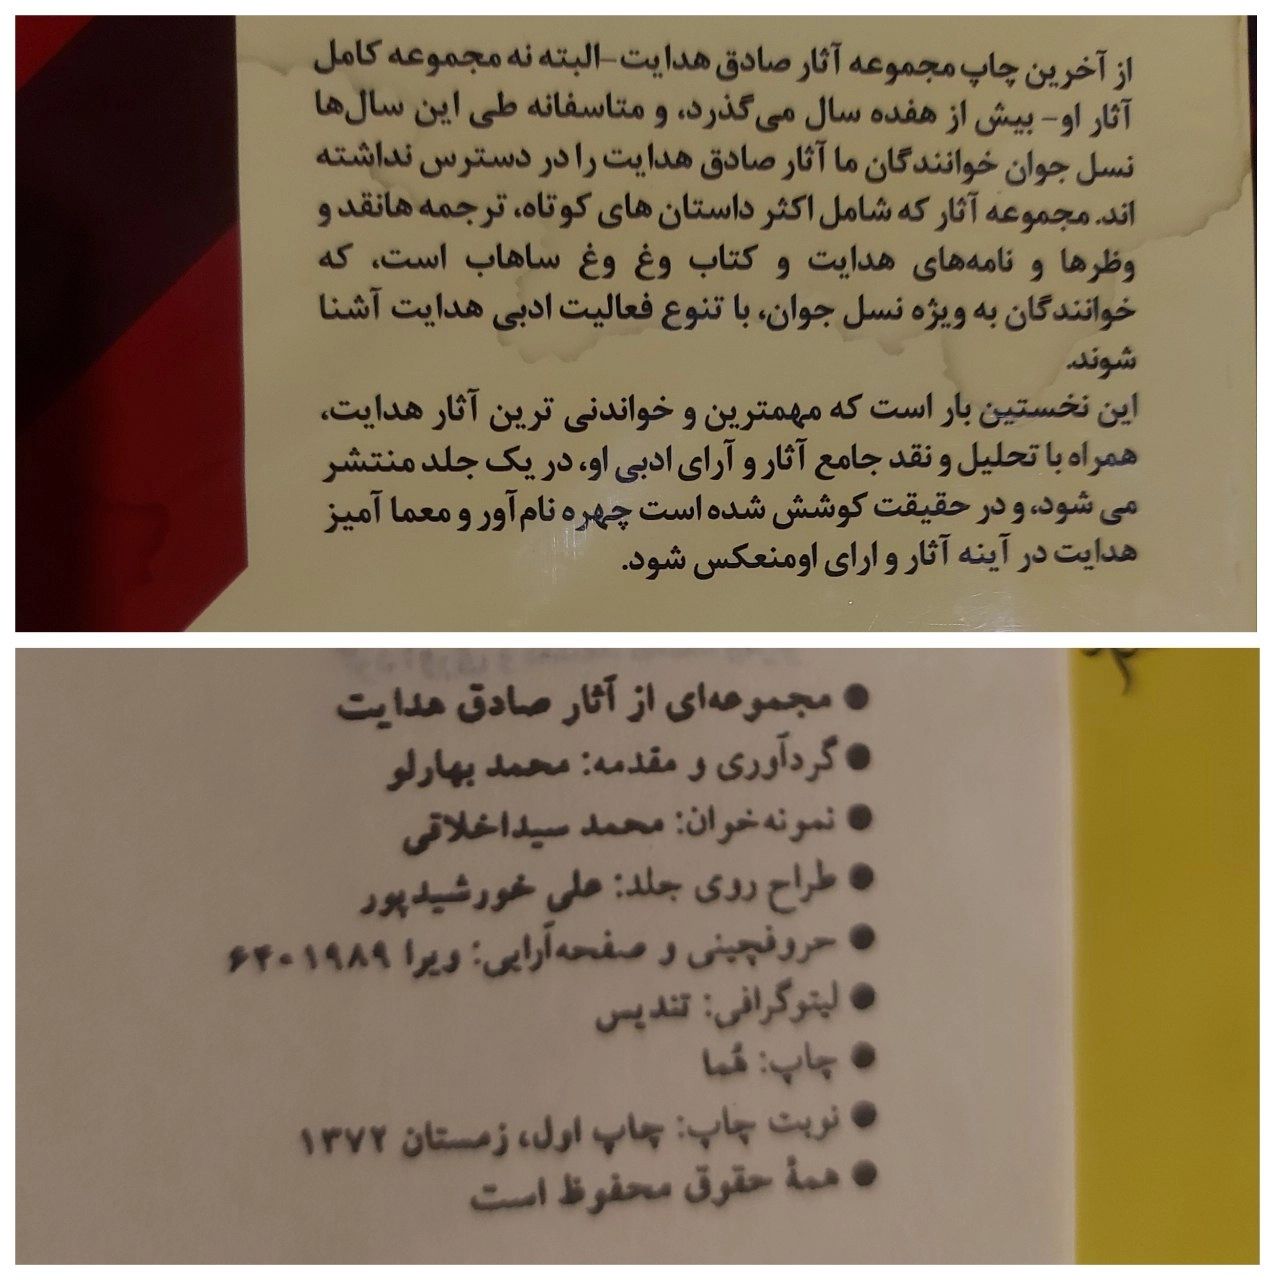 از آخرین چاپ مجموعه آثار صادق هدایت-البته نه مجموعه کامل
آثار او- بیش از هفده سال می‌گذرد، و متاسفانه طی این سال‌ها
نسل جوان خوانندگان ما آثار صادق هدایت را در دسترس نداشته
اند. مجموعه آثار که شامل اکثر داستان های کوتاه، ترجمه هانقد و
وظرها و نامه‌های هدایت و کتاب وغ وغ ساهاب است، که
خوانندگان به ویژه نسل جوان، با تنوع فعالیت ادبی هدایت آشنا
شوند.
این نخستین بار است که مهمترین و خواندنی ترین آثار هدایت،
همراه با تحلیل و نقد جامع آثار و آرای ادبی او، در یک جلد منتشر
می شود، و در حقیقت کوشش شده است چهره نام‌آور و معما آمیز
هدایت در آینه آثار و ارای اومنعکس شود.
● مجموعه‌ای از آثار صادق هدایت
● گردآوری و مقدمه: محمد بهارلو
● نمونه‌خوان: محمد سیداخلاقی
● طراح روی جلد: علی خورشیدپور
● حروفچینی و صفحه‌آرایی: ویرا ۶۴۰۱۹۸۹
● لیتوگرافی: تندیس
● چاپ: هُما
● نوبت چاپ: چاپ اول، زمستان ۱۳۷۲
● همهٔ حقوق محفوظ است